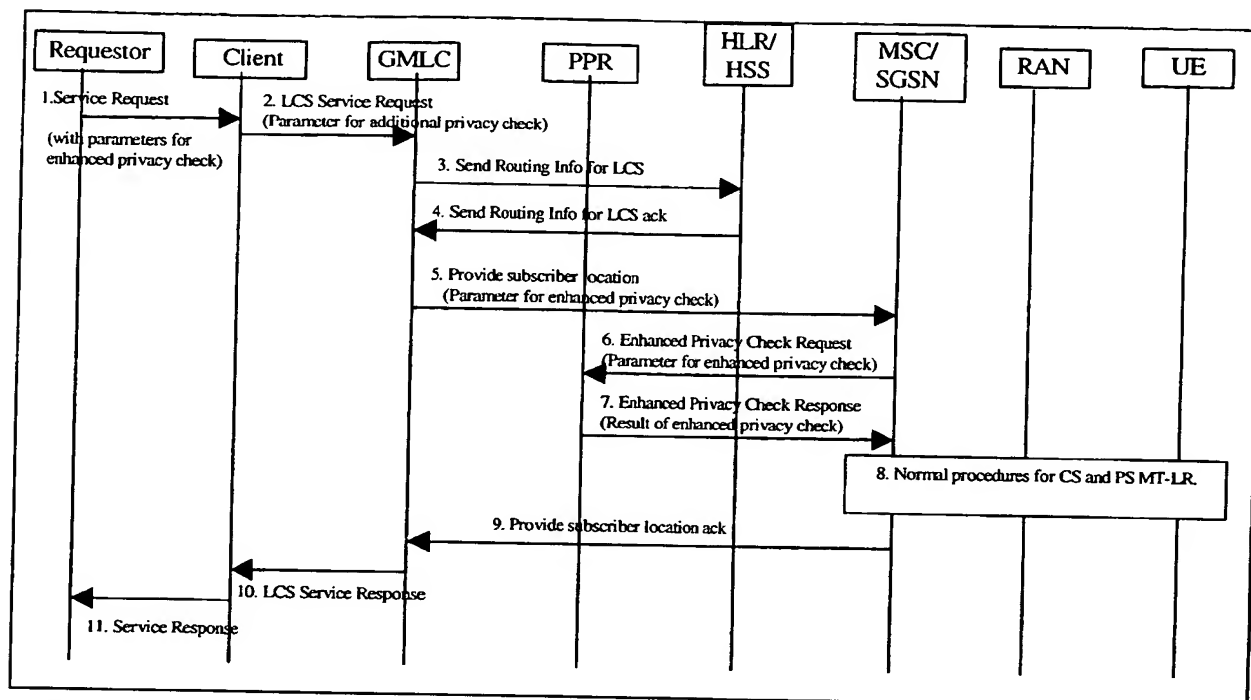 Requestor
Client
GMLC
PPR
HLR/
HSS
MSC/
SGSN
RAN
UE
1.Service Request
(with parameters for
enhanced privacy check)
2. LCS Service Request
(Parameter for additional privacy check)
3. Send Routing Info for LCS
4. Send Routing Info for LCS ack
5. Provide subscriber location
(Parameter for enhanced privacy check)
6. Enhanced Privacy Check Request
(Parameter for enhanced privacy check)
7. Enhanced Privacy Check Response
(Result of enhanced privacy check)
8. Normal procedures for CS and PS MT-LR.
9. Provide subscriber location ack
10. LCS Service Response
11. Service Response